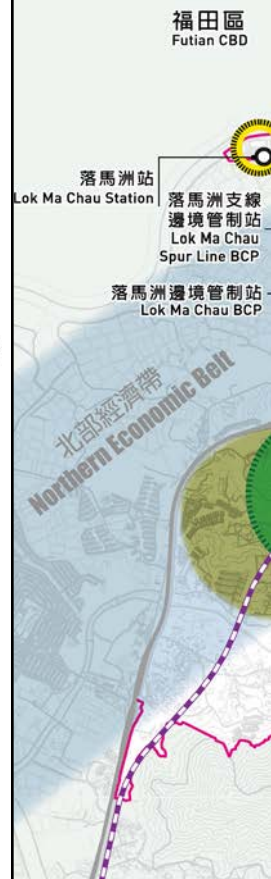 福田區
Futian CBD
落馬洲站
Lok Ma Chau Station
落馬洲支線
邊境管制站
Lok Ma Chau
Spur Line BCP
落馬洲邊境管制站
Lok Ma Chau BCP
北部經濟帶
Northern Economic Belt